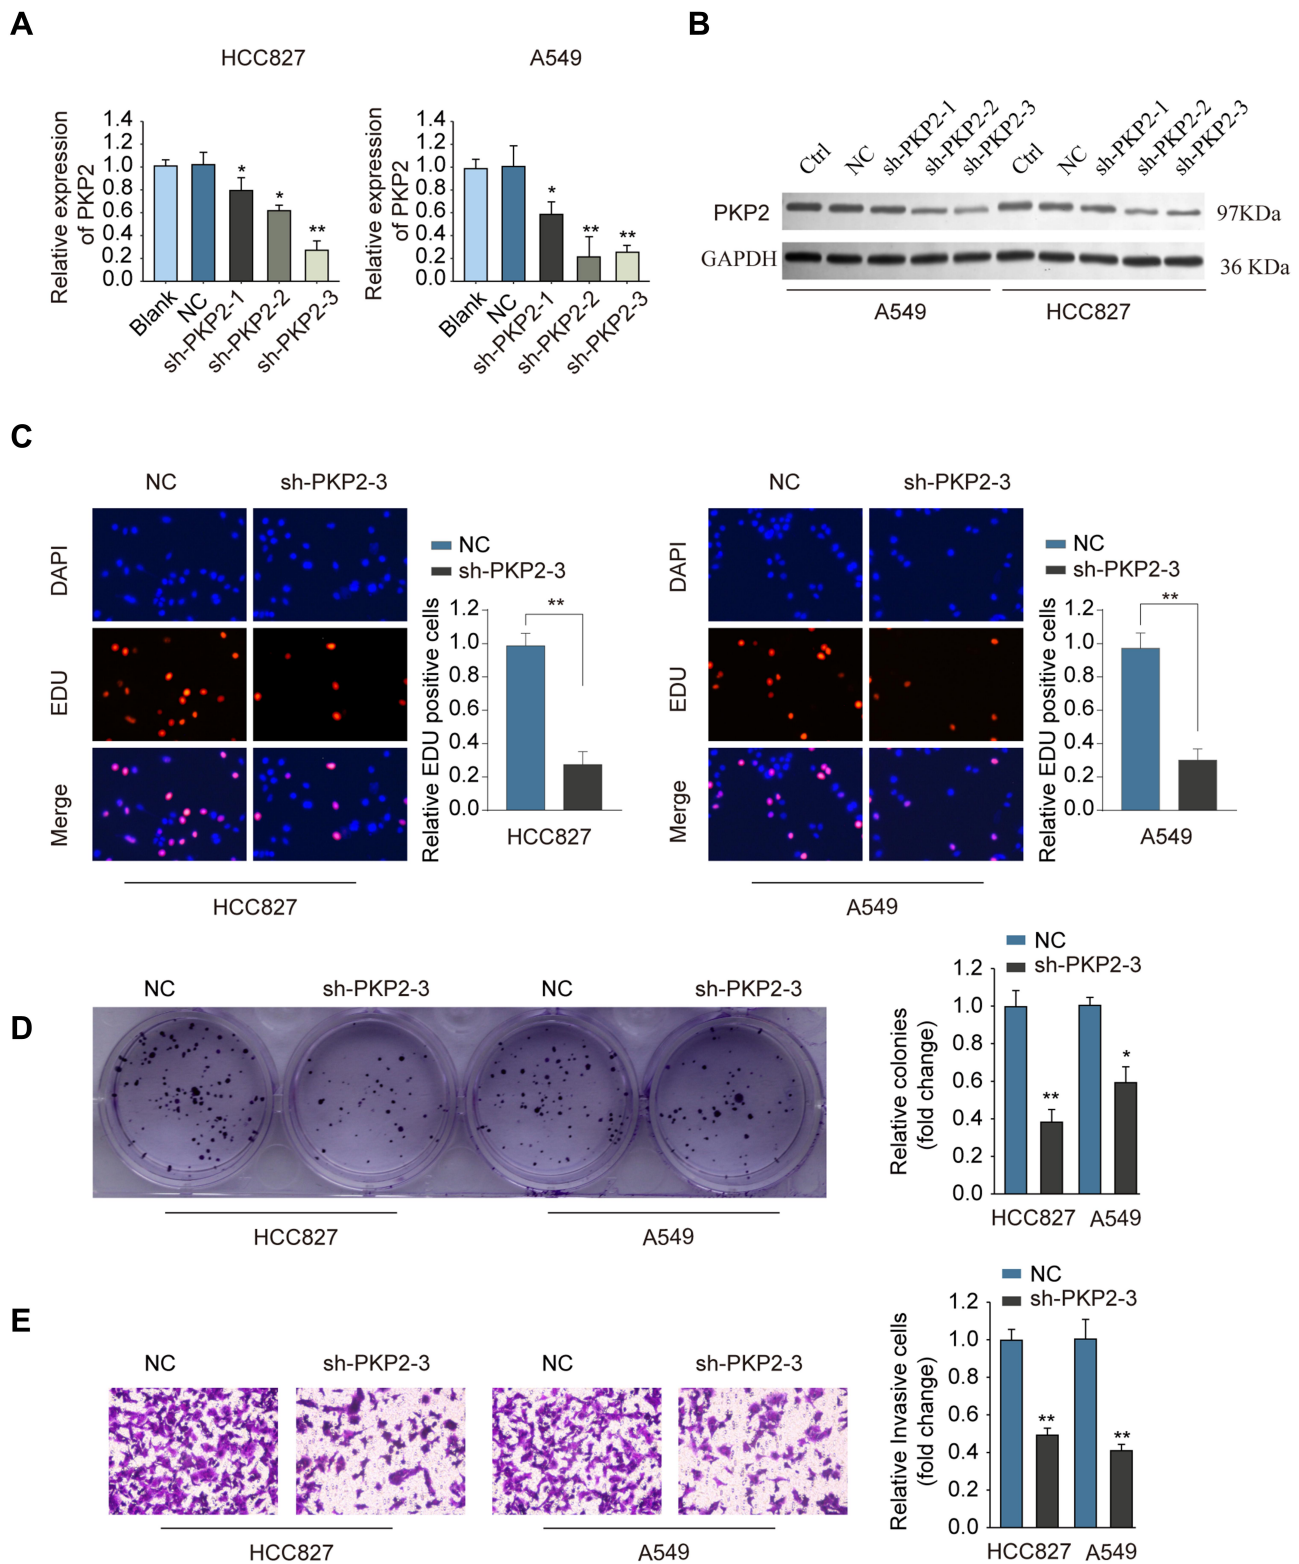 A
HCC827
A549
Relative expression
of PKP2
1.4
1.2
1.0
0.8
0.6
0.4
0.2
0.0
*
*
**
Blank
NC
sh-PKP2-1
sh-PKP2-2
sh-PKP2-3
Relative expression
of PKP2
1.4
1.2
1.0
0.8
0.6
0.4
0.2
0.0
*
**
**
Blank
NC
sh-PKP2-1
sh-PKP2-2
sh-PKP2-3
B
Ctrl
NC
sh-PKP2-1
sh-PKP2-2
sh-PKP2-3
Ctrl
NC
sh-PKP2-1
sh-PKP2-2
sh-PKP2-3
PKP2
97KDa
GAPDH
36 KDa
A549
HCC827
C
NC
sh-PKP2-3
DAPI
EDU
Merge
HCC827
NC
sh-PKP2-3
Relative EDU positive cells
1.2
1.0
0.8
0.6
0.4
0.2
0.0
**
HCC827
NC
sh-PKP2-3
DAPI
EDU
Merge
A549
NC
sh-PKP2-3
Relative EDU positive cells
1.2
1.0
0.8
0.6
0.4
0.2
0.0
**
A549
D
NC
sh-PKP2-3
NC
sh-PKP2-3
HCC827
A549
NC
sh-PKP2-3
Relative colonies
(fold change)
1.2
1.0
0.8
0.6
0.4
0.2
0.0
**
*
HCC827
A549
E
NC
sh-PKP2-3
NC
sh-PKP2-3
HCC827
A549
NC
sh-PKP2-3
Relative Invasive cells
(fold change)
1.2
1.0
0.8
0.6
0.4
0.2
0.0
**
**
HCC827
A549